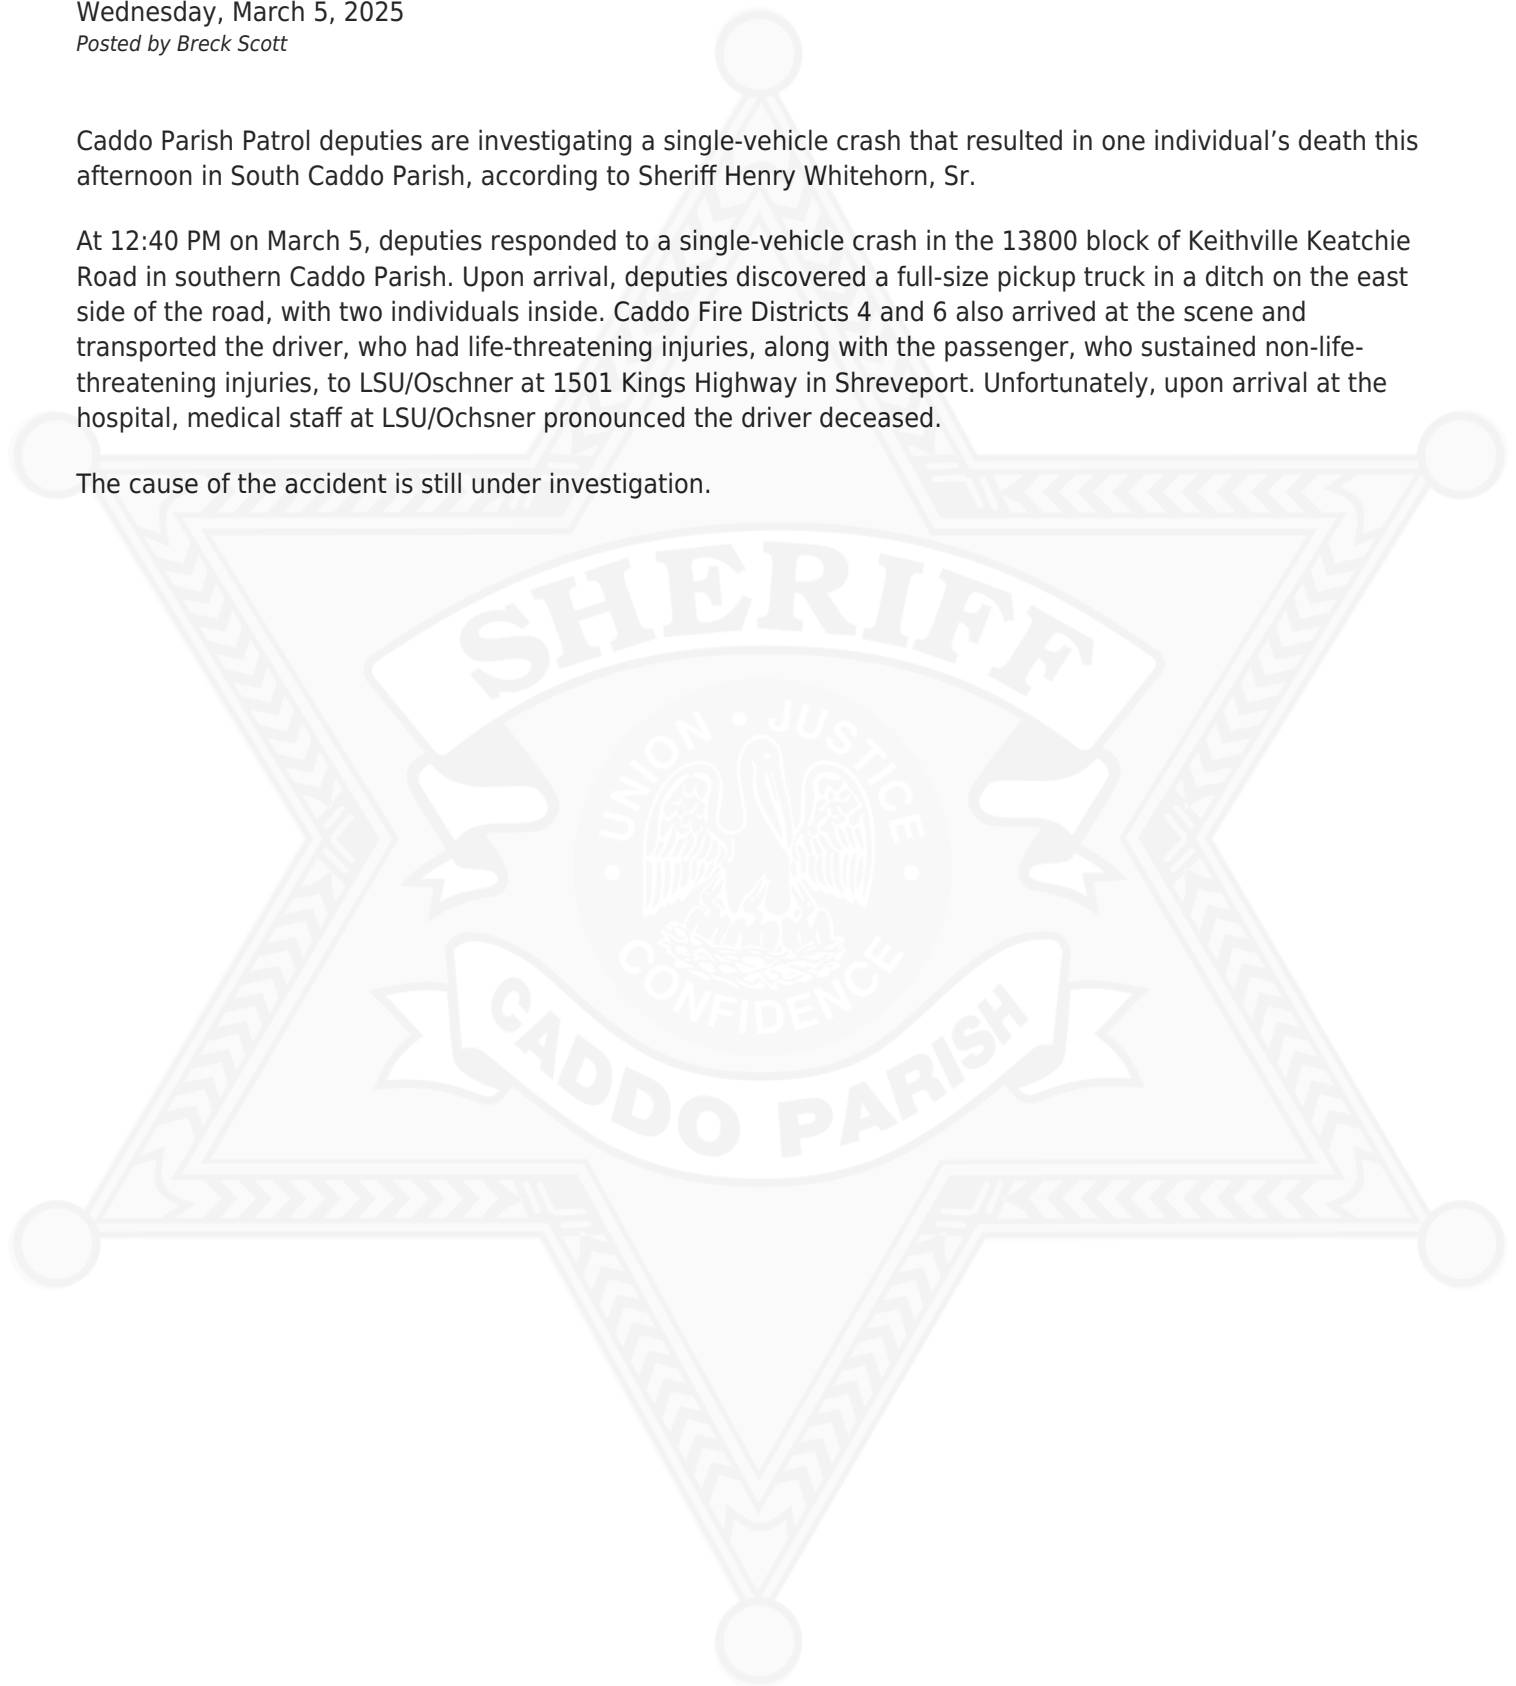 Wednesday, March 5, 2025
Posted by Breck Scott
Caddo Parish Patrol deputies are investigating a single-vehicle crash that resulted in one individual’s death this
afternoon in South Caddo Parish, according to Sheriff Henry Whitehorn, Sr.
At 12:40 PM on March 5, deputies responded to a single-vehicle crash in the 13800 block of Keithville Keatchie
Road in southern Caddo Parish. Upon arrival, deputies discovered a full-size pickup truck in a ditch on the east
side of the road, with two individuals inside. Caddo Fire Districts 4 and 6 also arrived at the scene and
transported the driver, who had life-threatening injuries, along with the passenger, who sustained non-life-
threatening injuries, to LSU/Oschner at 1501 Kings Highway in Shreveport. Unfortunately, upon arrival at the
hospital, medical staff at LSU/Ochsner pronounced the driver deceased.
The cause of the accident is still under investigation.
SHERIFF
UNION • JUSTICE
• CONFIDENCE •
CADDO PARISH